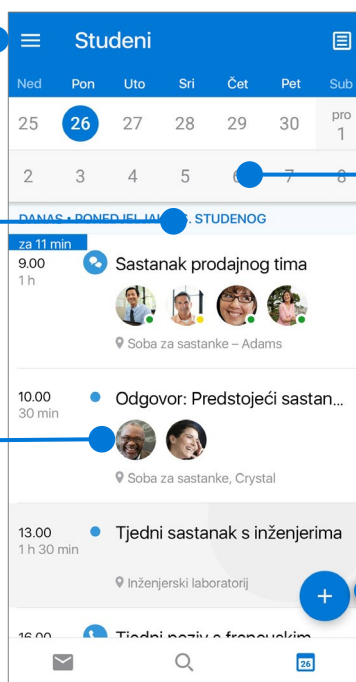 Studeni
Ned Pon Uto Sri Čet Pet Sub
25 26 27 28 29 30 pro 1
2 3 4 5 6 7 8
DANAS • PONEDJELJAK, 26. STUDENOG
za 11 min
9.00 Sastanak prodajnog tima
1 h
Soba za sastanke – Adams
10.00 Odgovor: Predstojeći sastan...
30 min
Soba za sastanke, Crystal
13.00 Tjedni sastanak s inženjerima
1 h 30 min
Inženjerski laboratorij
+
16.00 Tjedni poziv s francuskim
26